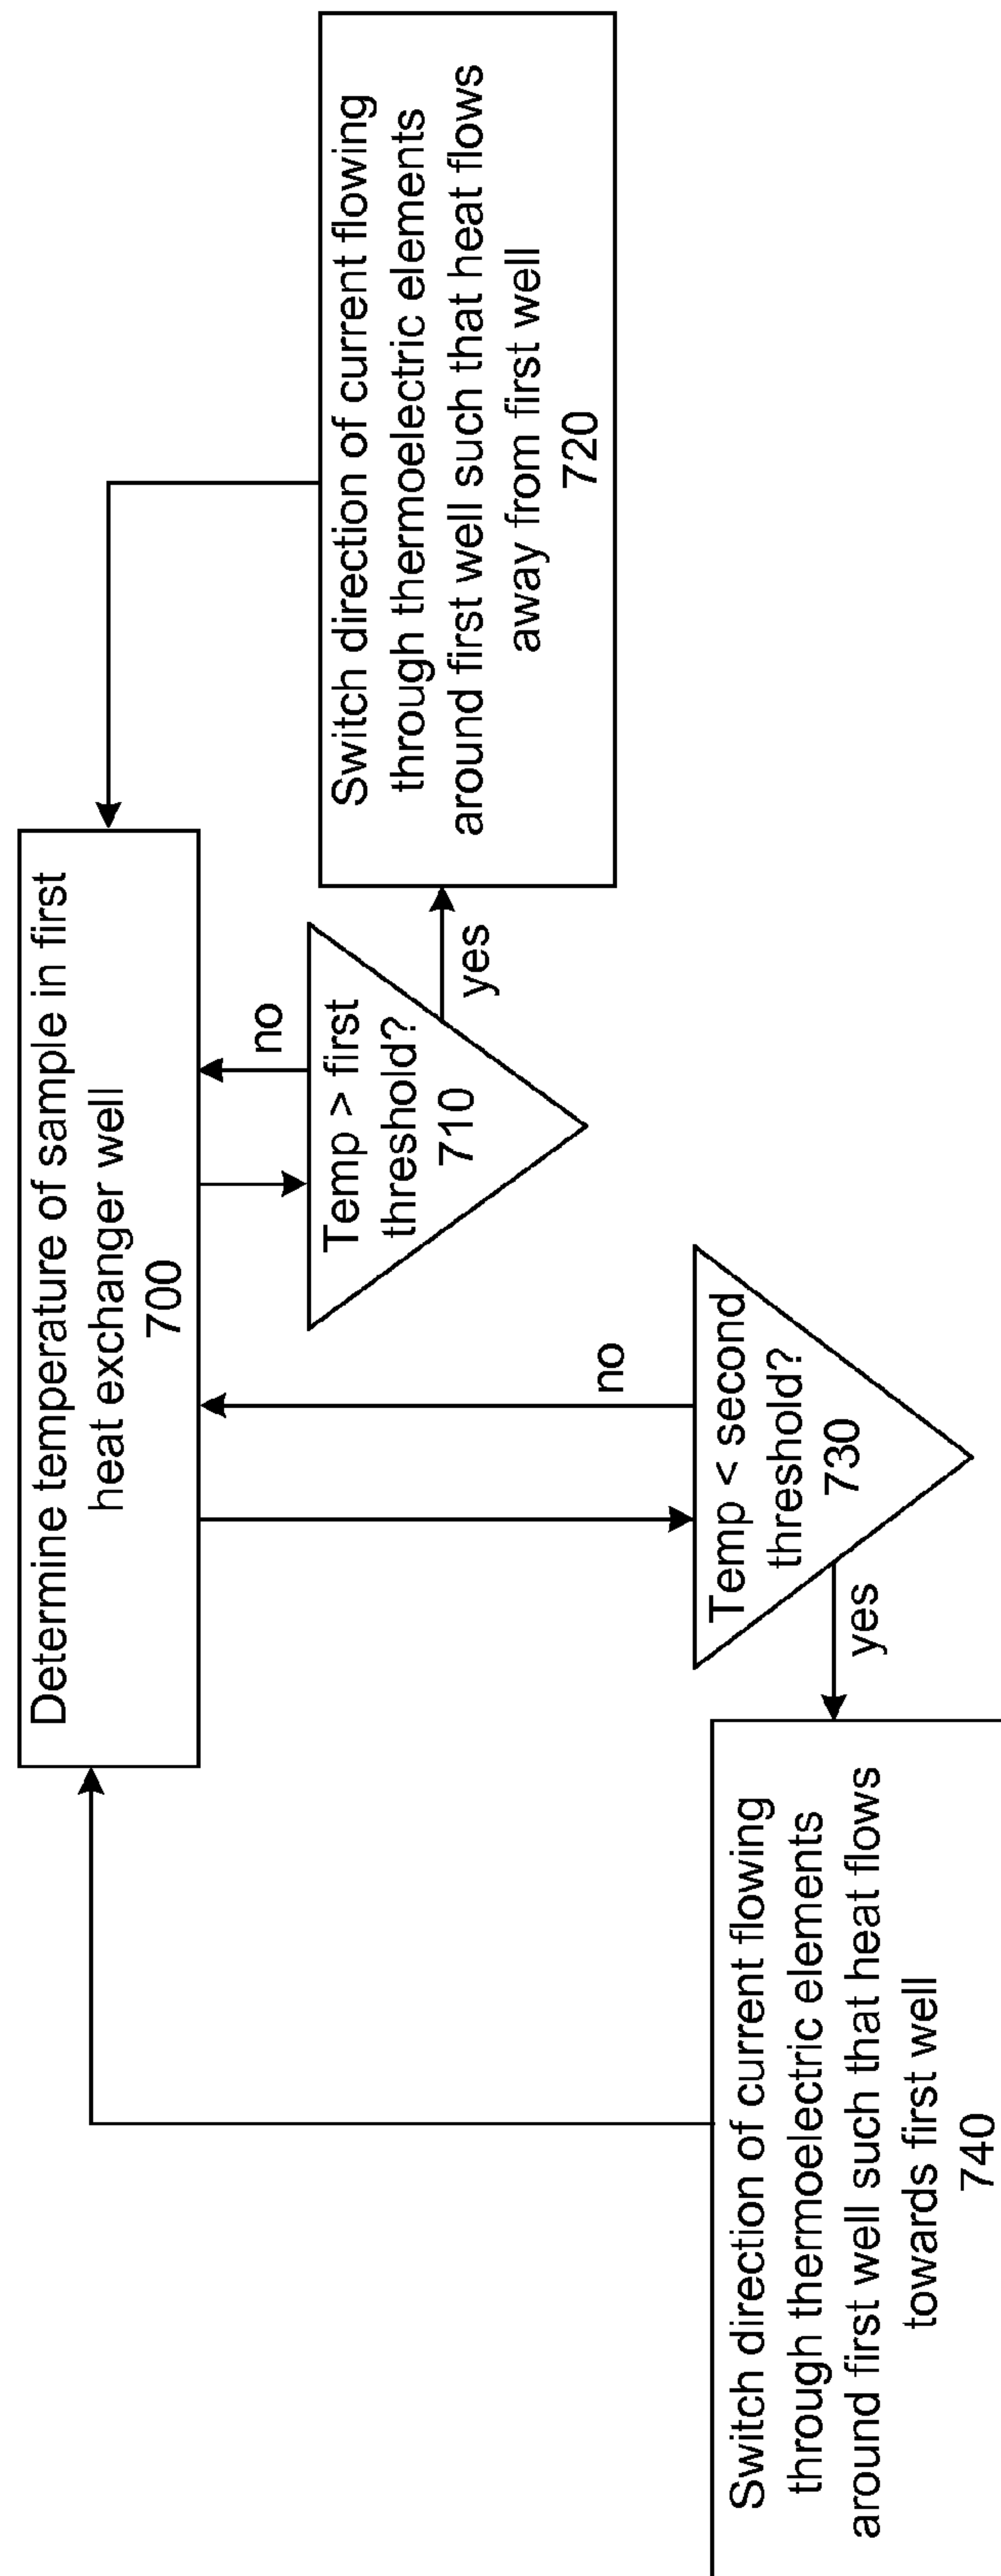 Determine temperature of sample in first
heat exchanger well
700
no
Temp > first
threshold?
710
yes
Switch direction of current flowing
through thermoelectric elements
around first well such that heat flows
away from first well
720
no
Temp < second
threshold?
730
yes
Switch direction of current flowing
through thermoelectric elements
around first well such that heat flows
towards first well
740